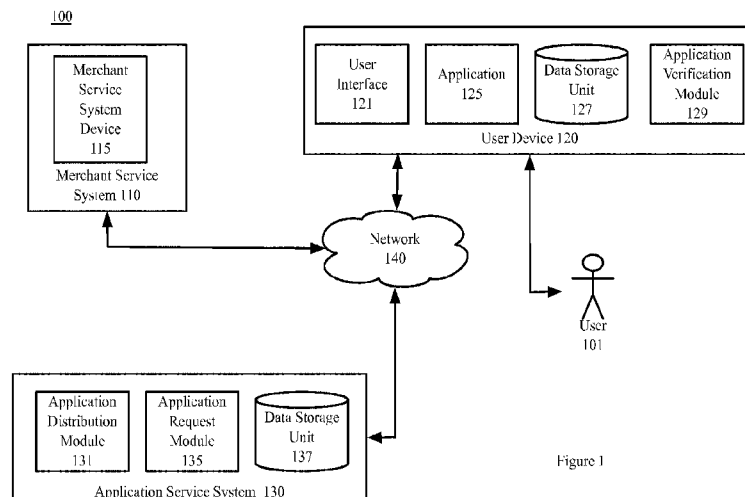 100
Merchant
Service
System
Device
115
Merchant Service
System 110
User
Interface
121
Application
125
Data Storage
Unit
127
Application
Verification
Module
129
User Device 120
Network
140
User
101
Application
Distribution
Module
131
Application
Request
Module
135
Data Storage
Unit
137
Application Service System 130
Figure 1